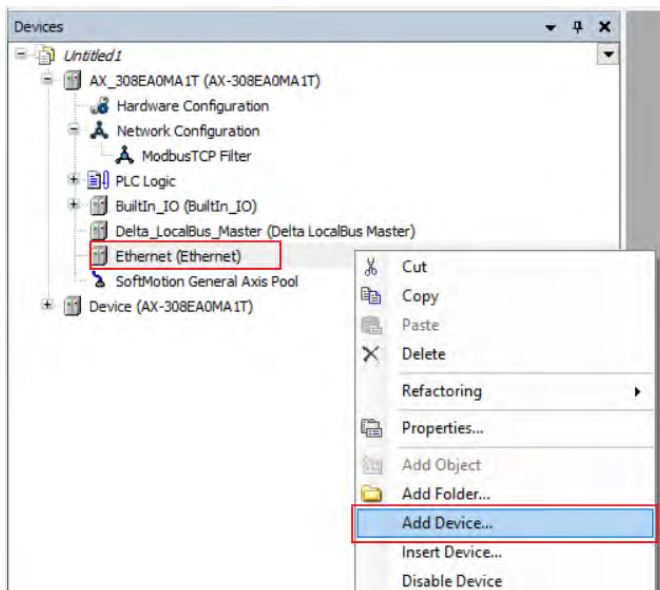 Devices
Untitled1
AX_308EA0MA1T (AX-308EA0MA1T)
Hardware Configuration
Network Configuration
ModbusTCP Filter
PLC Logic
BuiltIn_IO (BuiltIn_IO)
Delta_LocalBus_Master (Delta LocalBus Master)
Ethernet (Ethernet)
SoftMotion General Axis Pool
Device (AX-308EA0MA1T)
Cut
Copy
Paste
Delete
Refactoring
Properties...
Add Object
Add Folder...
Add Device...
Insert Device...
Disable Device